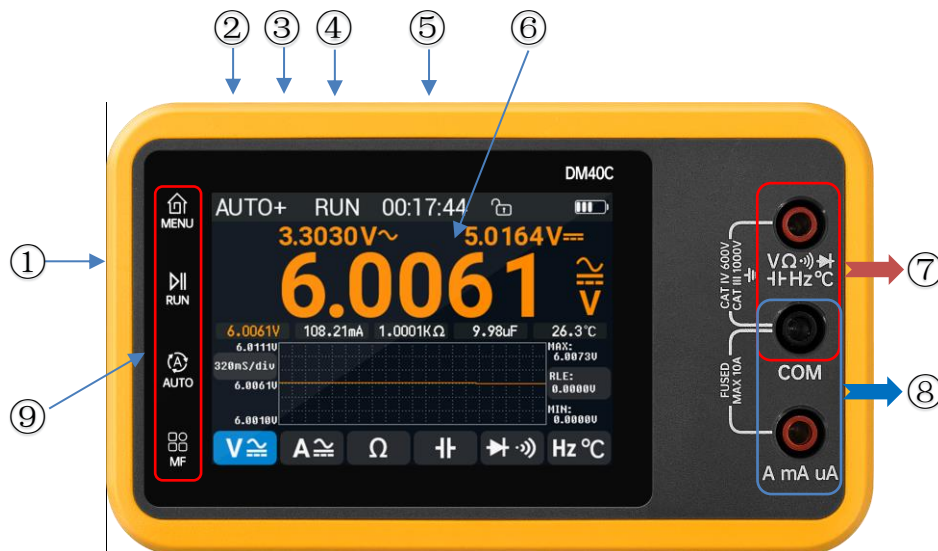 ② ③ ④ ⑤ ⑥
DM40C
MENU
AUTO+ RUN 00:17:44
3.3030V~ 5.0164V⎓
6.0061 V
①
RUN
6.0061V 108.21mA 1.0001KΩ 9.98uF 26.3℃
6.0111V
320mS/div
6.0061V
6.0010V
MAX:
6.0073V
RLE:
0.0000V
MIN:
0.0000V
AUTO
⑨
MF
V A Ω Hz ℃
CAT IV 600V
CAT III 1000V
VΩ
Hz℃
⑦
COM
FUSED
MAX 10A
⑧
A mA uA